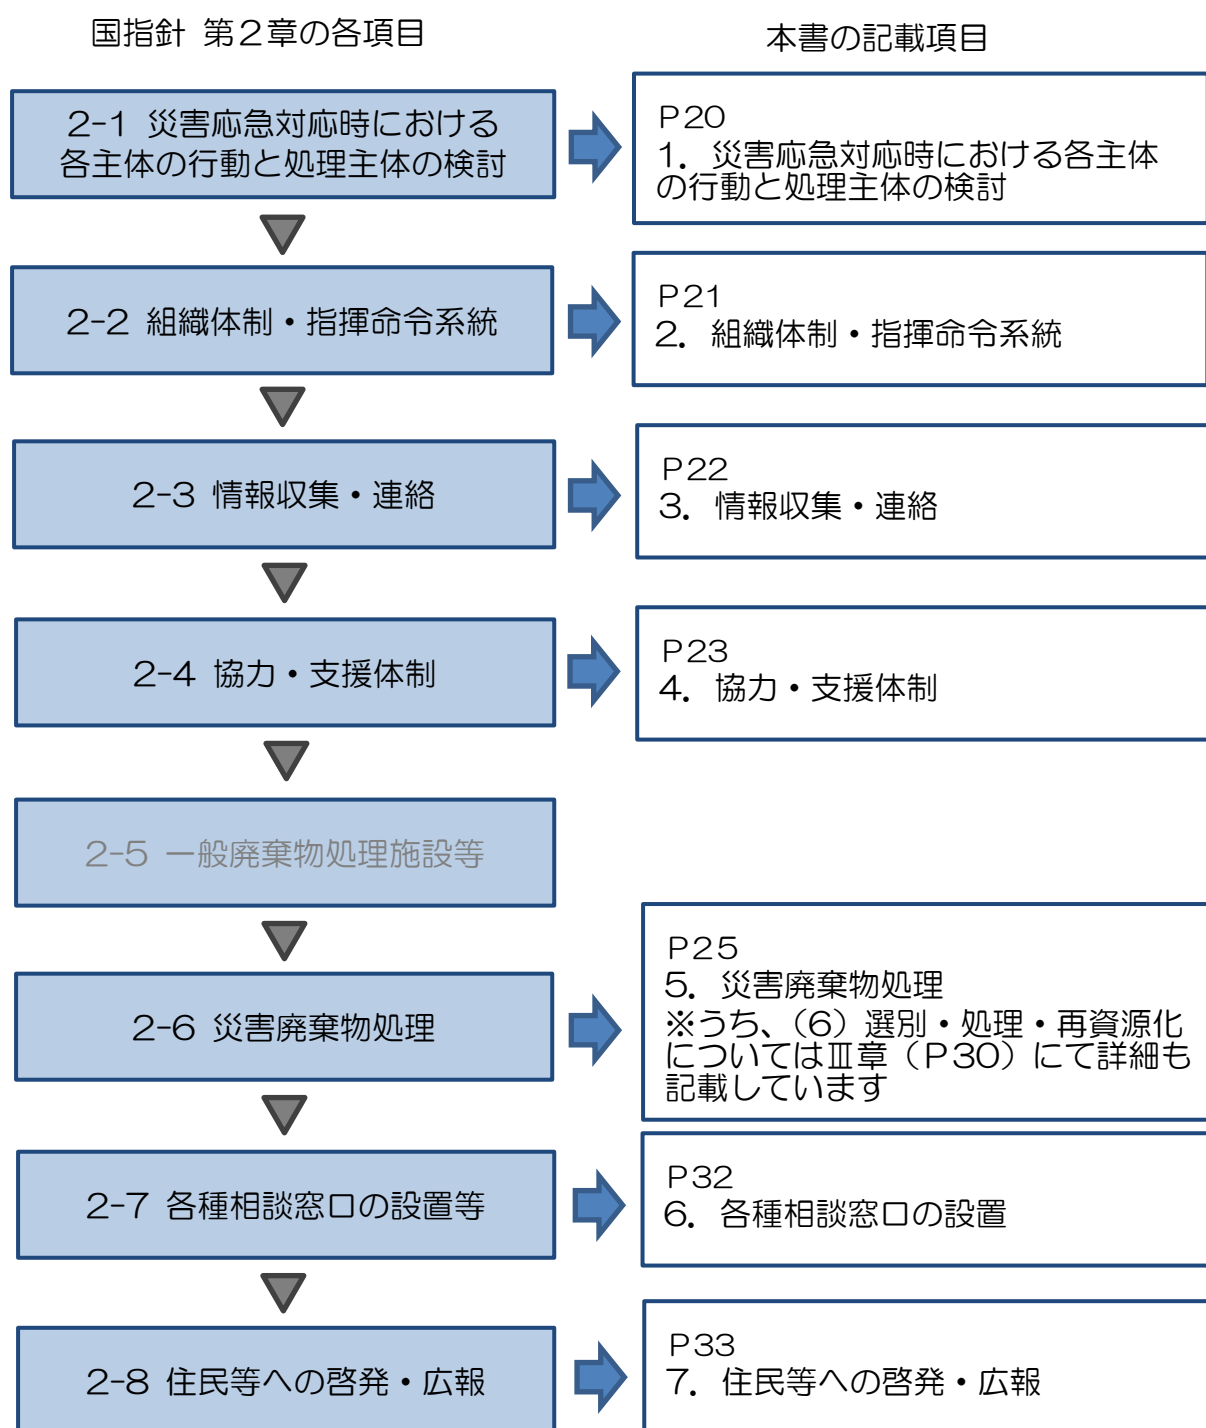 国指針 第2章の各項目
本書の記載項目
2-1 災害応急対応時における
各主体の行動と処理主体の検討
P20
1．災害応急対応時における各主体
の行動と処理主体の検討
2-2 組織体制・指揮命令系統
P21
2．組織体制・指揮命令系統
2-3 情報収集・連絡
P22
3．情報収集・連絡
2-4 協力・支援体制
P23
4．協力・支援体制
2-5 一般廃棄物処理施設等
2-6 災害廃棄物処理
P25
5．災害廃棄物処理
※うち、（6）選別・処理・再資源化
についてはⅢ章（P30）にて詳細も
記載しています
2-7 各種相談窓口の設置等
P32
6．各種相談窓口の設置
2-8 住民等への啓発・広報
P33
7．住民等への啓発・広報